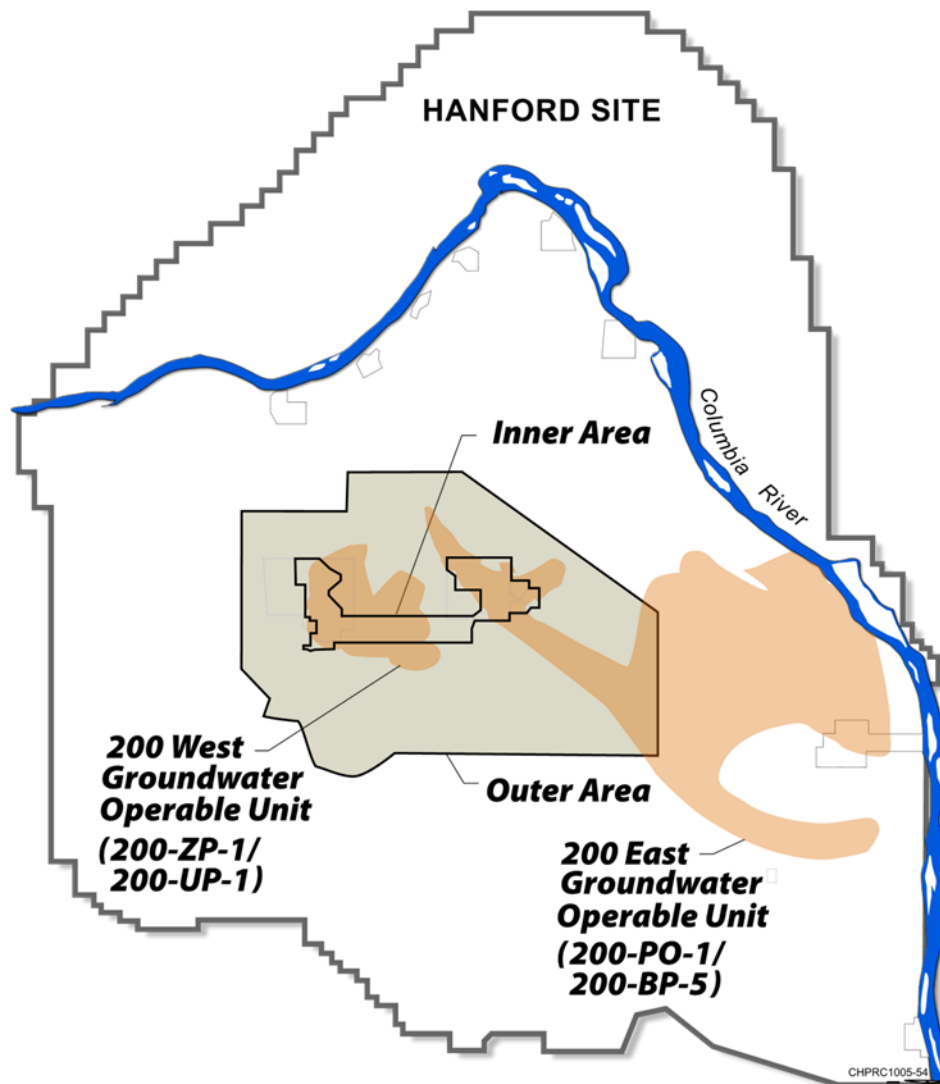 HANFORD SITE
Columbia
River
Inner Area
200 West
Groundwater
Operable Unit
(200-ZP-1/
200-UP-1)
Outer Area
200 East
Groundwater
Operable Unit
(200-PO-1/
200-BP-5)
CHPRC1005-54